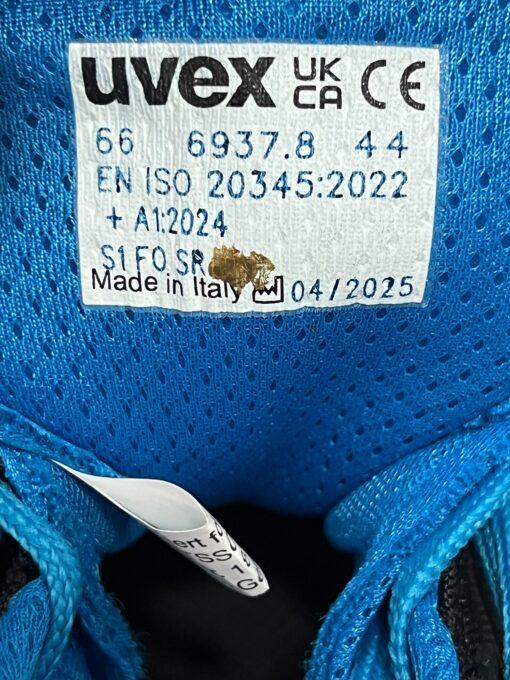 uvex UK CA CE
66 6937.8 44
EN ISO 20345:2022
+ A1:2024
S1 FO SR
Made in Italy 04/2025